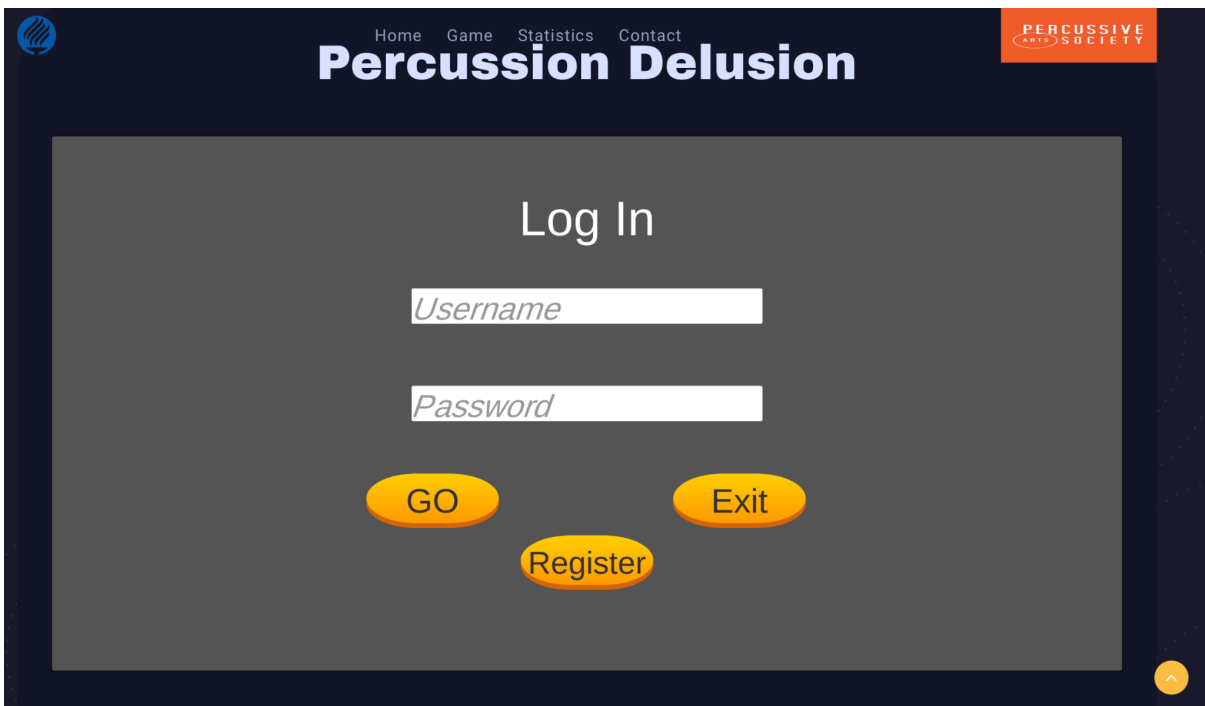 Home Game Statistics Contact
Percussion Delusion
PERCUSSIVE
ARTS SOCIETY
Log In
Username
Password
GO Exit
Register